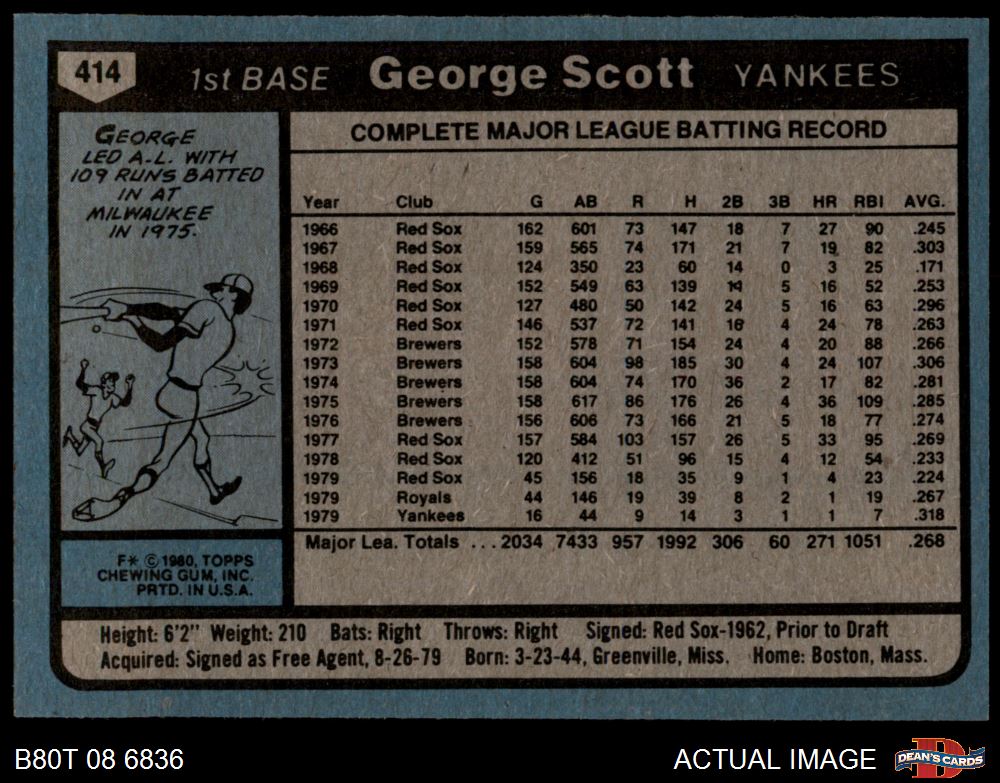 414 1st BASE George Scott YANKEES
GEORGE
LED A.L. WITH
109 RUNS BATTED
IN AT
MILWAUKEE
IN 1975.
COMPLETE MAJOR LEAGUE BATTING RECORD
Year Club G AB R H 2B 3B HR RBI AVG.
1966 Red Sox 162 601 73 147 18 7 27 90 .245
1967 Red Sox 159 565 74 171 21 7 19 82 .303
1968 Red Sox 124 350 23 60 14 0 3 25 .171
1969 Red Sox 152 549 63 139 14 5 16 52 .253
1970 Red Sox 127 480 50 142 24 5 16 63 .296
1971 Red Sox 146 537 72 141 16 4 24 78 .263
1972 Brewers 152 578 71 154 24 4 20 88 .266
1973 Brewers 158 604 98 185 30 4 24 107 .306
1974 Brewers 158 604 74 170 36 2 17 82 .281
1975 Brewers 158 617 86 176 26 4 36 109 .285
1976 Brewers 156 606 73 166 21 5 18 77 .274
1977 Red Sox 157 584 103 157 26 5 33 95 .269
1978 Red Sox 120 412 51 96 15 4 12 54 .233
1979 Red Sox 45 156 18 35 9 1 4 23 .224
1979 Royals 44 146 19 39 8 2 1 19 .267
1979 Yankees 16 44 9 14 3 1 1 7 .318
Major Lea. Totals ... 2034 7433 957 1992 306 60 271 1051 .268
F* © 1980, TOPPS
CHEWING GUM, INC.
PRTD. IN U.S.A.
Height: 6'2" Weight: 210 Bats: Right Throws: Right Signed: Red Sox-1962, Prior to Draft
Acquired: Signed as Free Agent, 8-26-79 Born: 3-23-44, Greenville, Miss. Home: Boston, Mass.
B80T 08 6836 ACTUAL IMAGE D DEAN'S CARDS